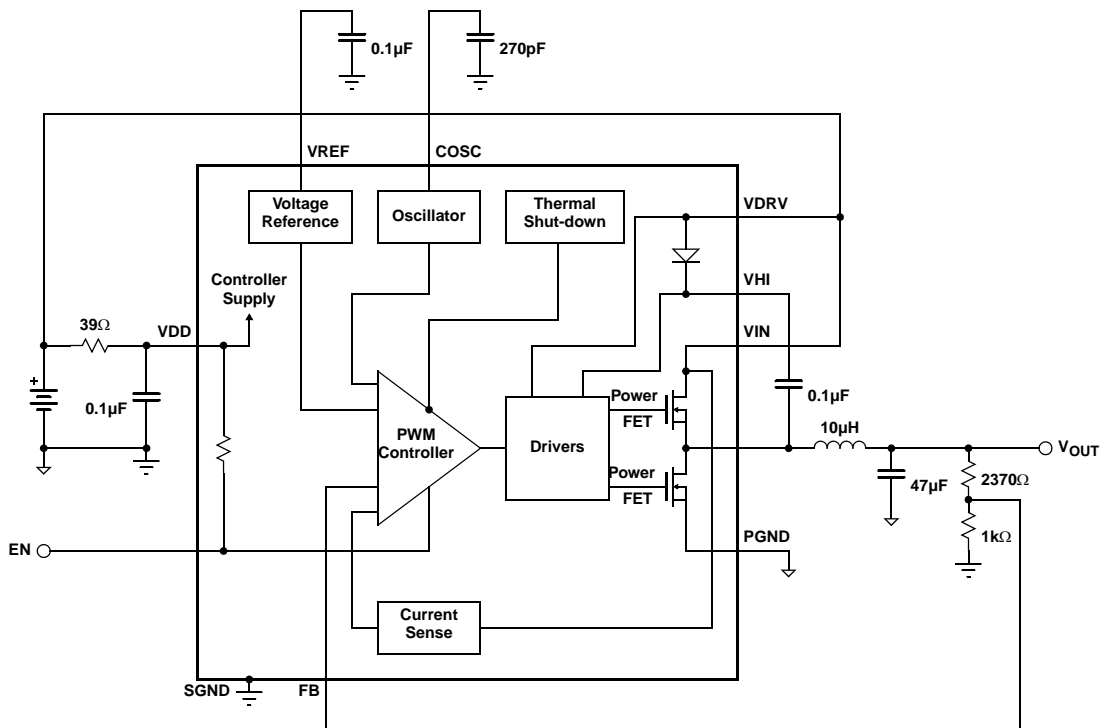 0.1µF
270pF
VREF
COSC
Voltage
Reference
Oscillator
Thermal
Shut-down
VDRV
Controller
Supply
VHI
39Ω
VDD
VIN
+
0.1µF
Power
FET
0.1µF
PWM
Controller
Drivers
10µH
VOUT
Power
FET
47µF
2370Ω
1kΩ
EN
PGND
Current
Sense
SGND
FB